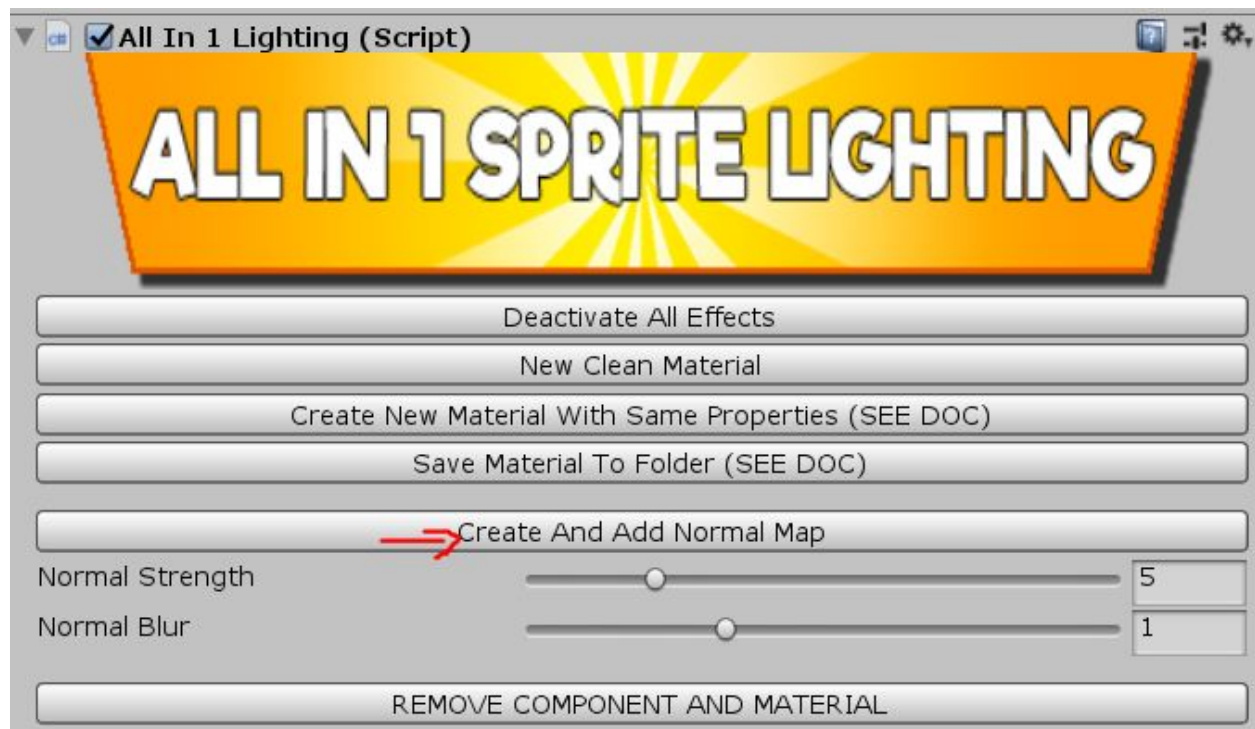 All In 1 Lighting (Script)
ALL IN 1 SPRITE LIGHTING
Deactivate All Effects
New Clean Material
Create New Material With Same Properties (SEE DOC)
Save Material To Folder (SEE DOC)
Create And Add Normal Map
Normal Strength 5
Normal Blur 1
REMOVE COMPONENT AND MATERIAL